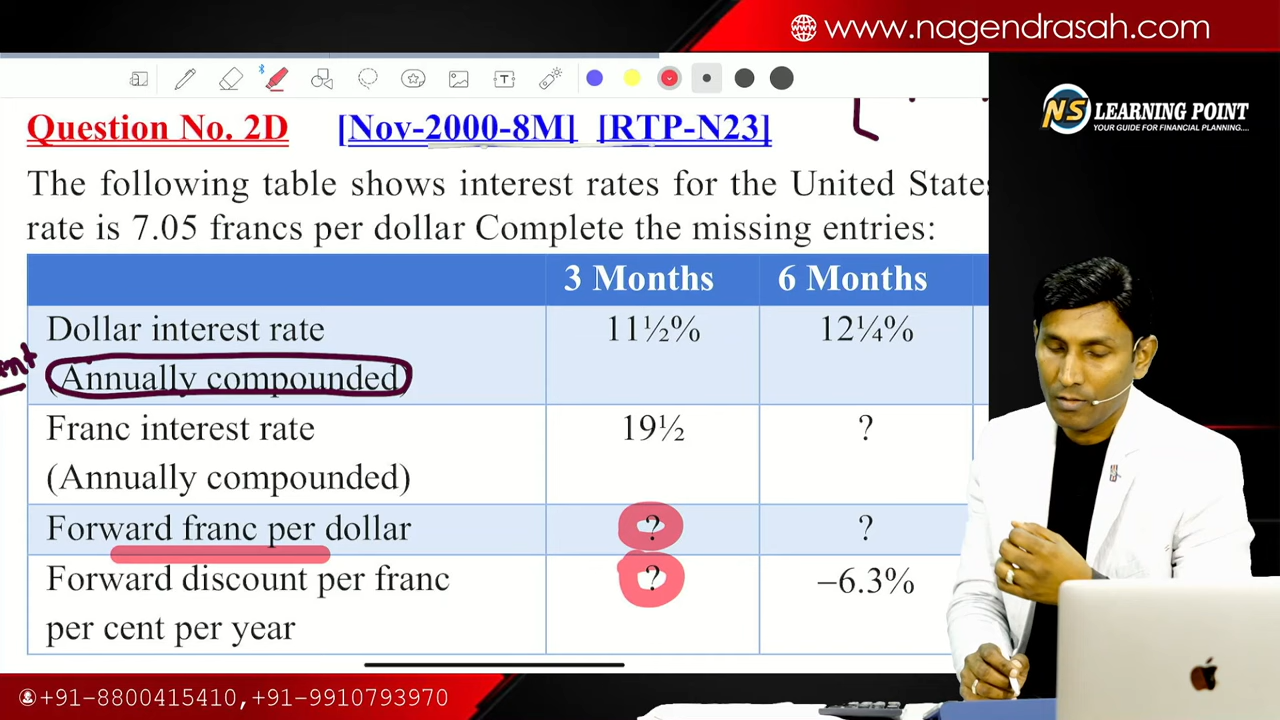 www.nagendrasah.com
NS LEARNING POINT
YOUR GUIDE FOR FINANCIAL PLANNING....
Question No. 2D [Nov-2000-8M] [RTP-N23]
The following table shows interest rates for the United States
rate is 7.05 francs per dollar Complete the missing entries:
3 Months 6 Months
Dollar interest rate 11½% 12¼%
(Annually compounded)
Franc interest rate 19½ ?
(Annually compounded)
Forward franc per dollar ? ?
Forward discount per franc ? –6.3%
per cent per year
+91-8800415410,+91-9910793970